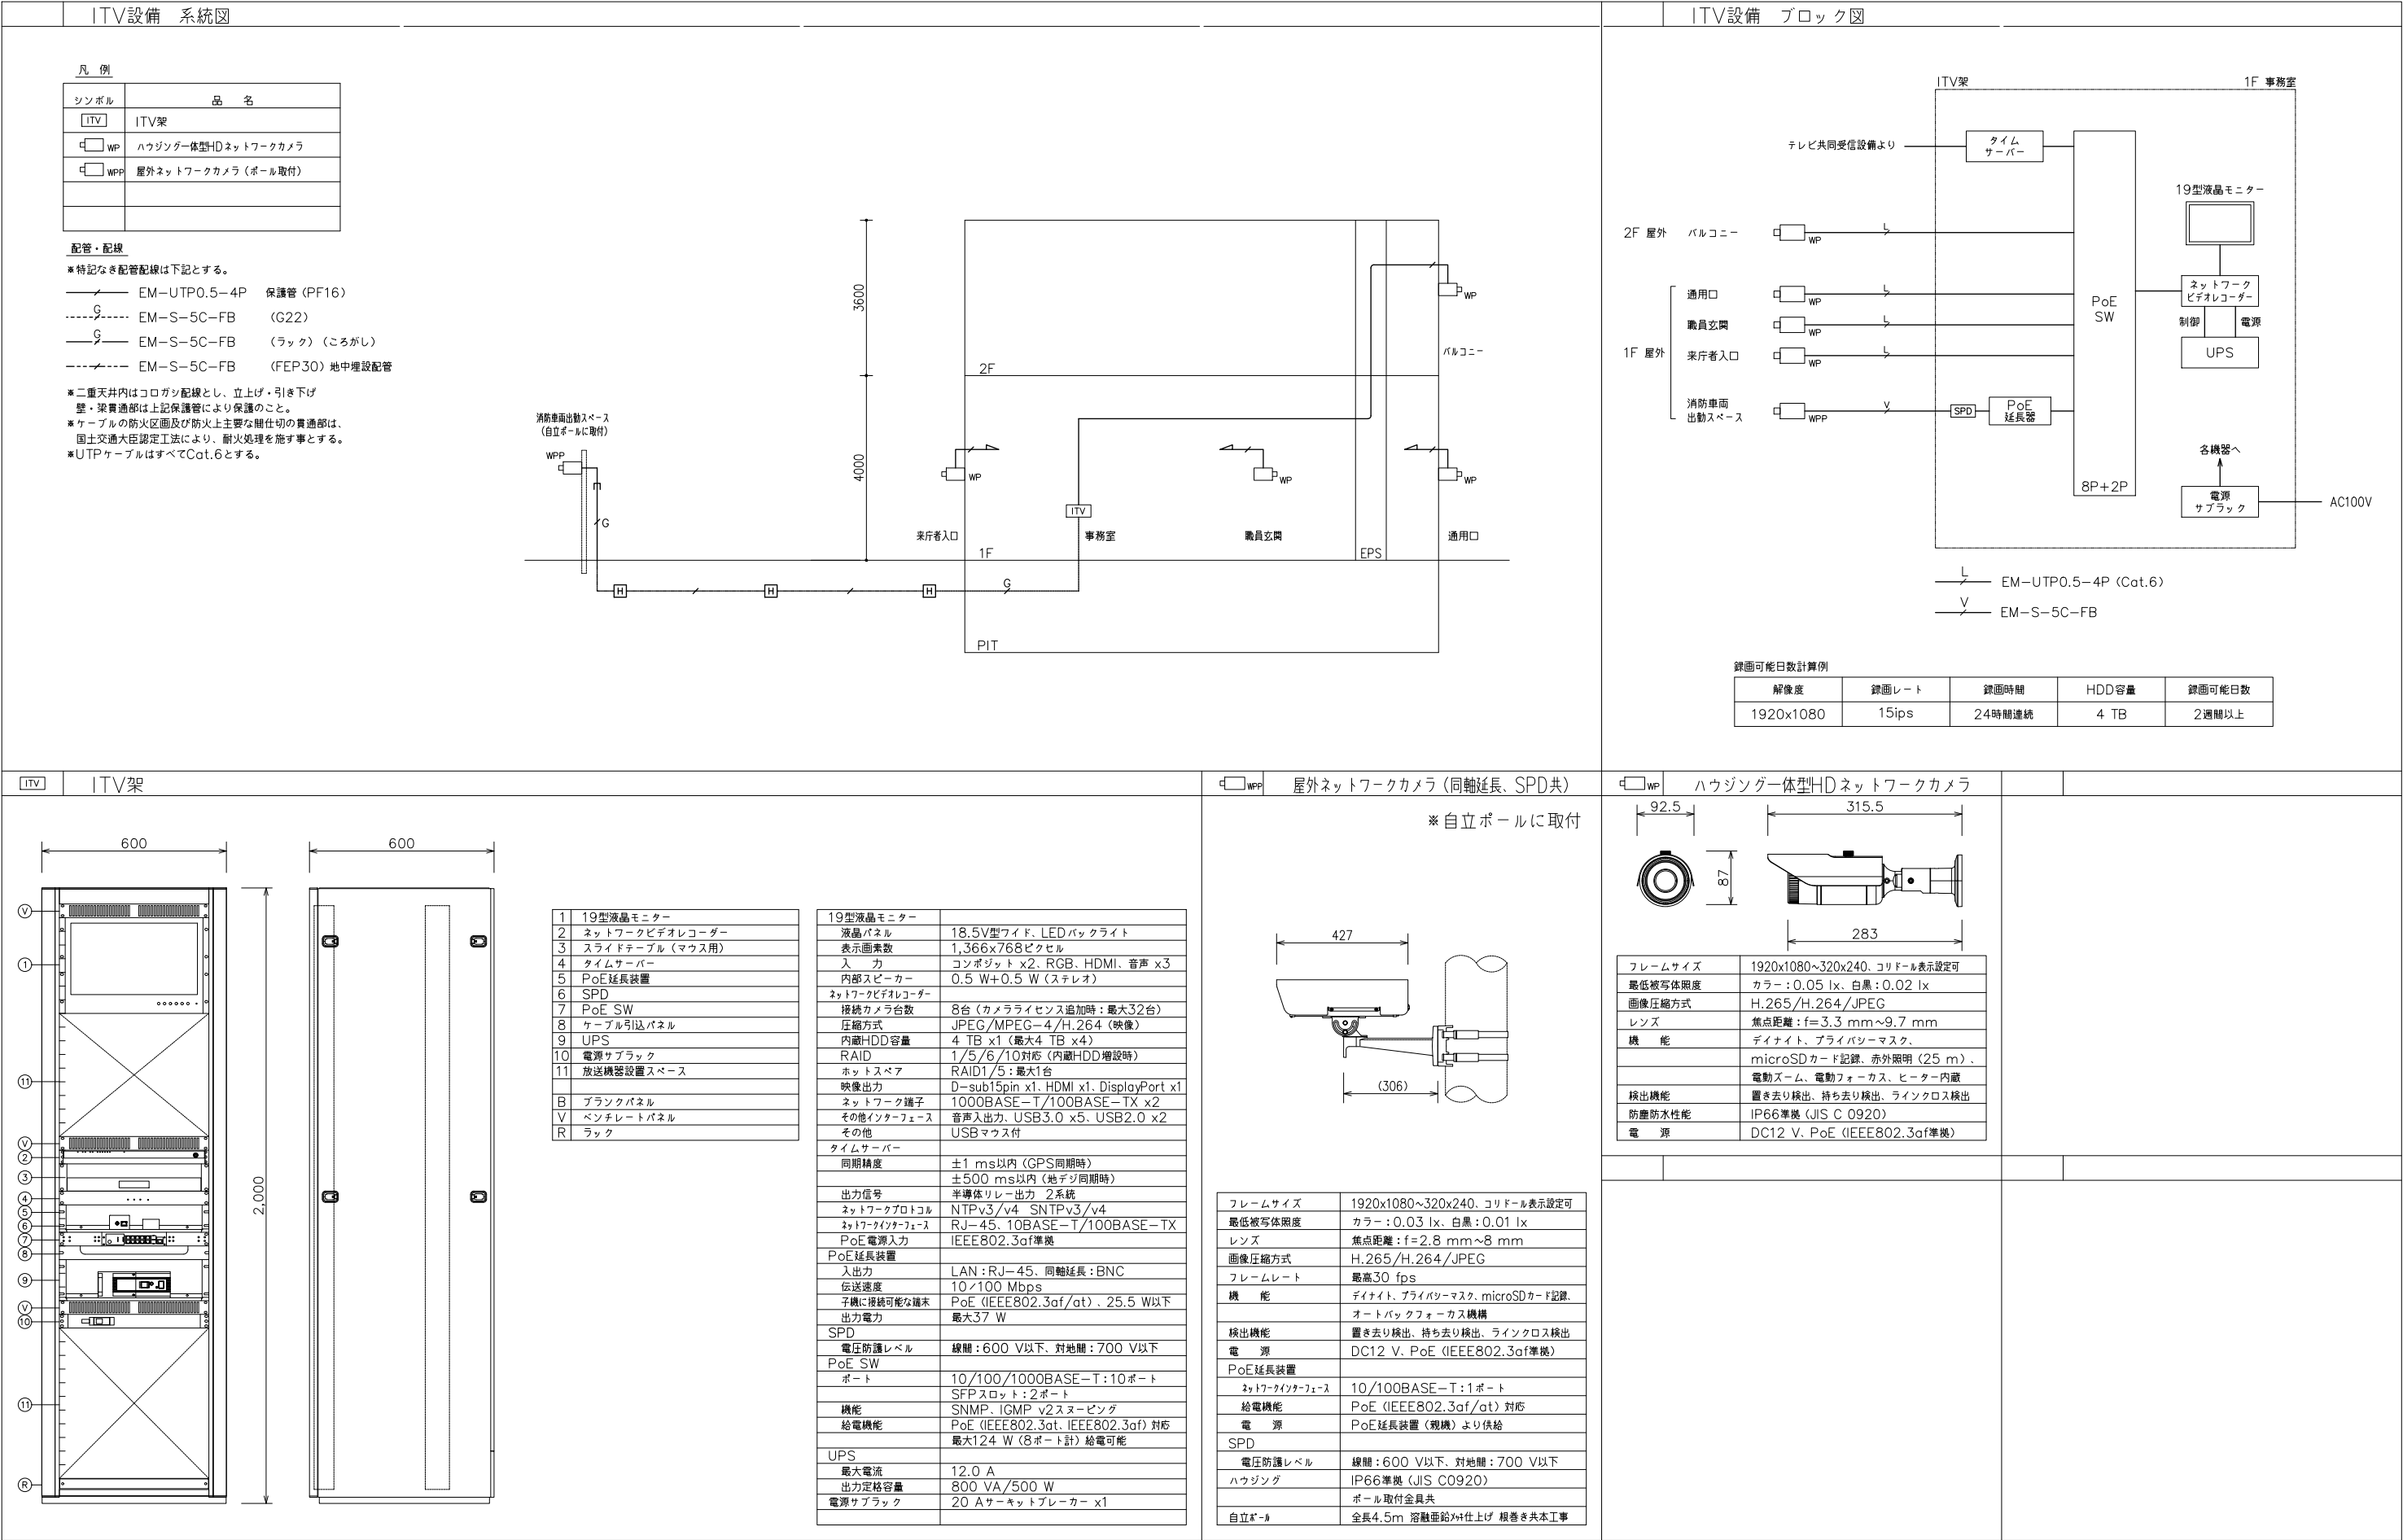 ITV設備 系統図
凡 例
シンボル 品 名
ITV ITV架
WP ハウジング一体型HDネットワークカメラ
WPP 屋外ネットワークカメラ(ポール取付)
配管・配線
※特記なき配管配線は下記とする。
EM-UTP0.5-4P 保護管(PF16)
G EM-S-5C-FB (G22)
G EM-S-5C-FB (ラック)(ころがし)
EM-S-5C-FB (FEP30)地中埋設配管
※二重天井内はコロガシ配線とし、立上げ・引き下げ
壁・梁貫通部は上記保護管により保護のこと。
※ケーブルの防火区画及び防火上主要な間仕切の貫通部は、
国土交通大臣認定工法により、耐火処理を施す事とする。
※UTPケーブルはすべてCat.6とする。
消防車両出動スペース
(自立ポールに取付)
WPP
G
H
H
H
G
3600
4000
2F
1F
PIT
WP
来庁者入口
ITV
事務室
WP
職員玄関
EPS
WP
バルコニー
WP
通用口
ITV設備 ブロック図
ITV架 1F 事務室
テレビ共同受信設備より
タイム
サーバー
2F 屋外 バルコニー WP L
1F 屋外
通用口 WP L
職員玄関 WP L
来庁者入口 WP L
消防車両
出動スペース WPP V SPD
PoE
延長器
PoE
SW
8P+2P
19型液晶モニター
ネットワーク
ビデオレコーダー
制御 電源
UPS
各機器へ
電源
サブラック
AC100V
L EM-UTP0.5-4P (Cat.6)
V EM-S-5C-FB
録画可能日数計算例
解像度 録画レート 録画時間 HDD容量 録画可能日数
1920x1080 15ips 24時間連続 4 TB 2週間以上
ITV ITV架
600
600
2,000
V
1
11
V
2
3
4
5
6
7
8
9
V
10
11
R
1 19型液晶モニター
2 ネットワークビデオレコーダー
3 スライドテーブル(マウス用)
4 タイムサーバー
5 PoE延長装置
6 SPD
7 PoE SW
8 ケーブル引込パネル
9 UPS
10 電源サブラック
11 放送機器設置スペース
B ブランクパネル
V ベンチレートパネル
R ラック
19型液晶モニター
液晶パネル 18.5V型ワイド、LEDバックライト
表示画素数 1,366x768ピクセル
入 力 コンポジット x2、RGB、HDMI、音声 x3
内部スピーカー 0.5 W+0.5 W(ステレオ)
ネットワークビデオレコーダー
接続カメラ台数 8台(カメラライセンス追加時:最大32台)
圧縮方式 JPEG/MPEG-4/H.264(映像)
内蔵HDD容量 4 TB x1(最大4 TB x4)
RAID 1/5/6/10対応(内蔵HDD増設時)
ホットスペア RAID1/5:最大1台
映像出力 D-sub15pin x1、HDMI x1、DisplayPort x1
ネットワーク端子 1000BASE-T/100BASE-TX x2
その他インターフェース 音声入出力、USB3.0 x5、USB2.0 x2
その他 USBマウス付
タイムサーバー
同期精度 ±1 ms以内(GPS同期時)
±500 ms以内(地デジ同期時)
出力信号 半導体リレー出力 2系統
ネットワークプロトコル NTPv3/v4 SNTPv3/v4
ネットワークインターフェース RJ-45、10BASE-T/100BASE-TX
PoE電源入力 IEEE802.3af準拠
PoE延長装置
入出力 LAN:RJ-45、同軸延長:BNC
伝送速度 10/100 Mbps
子機に接続可能な端末 PoE(IEEE802.3af/at)、25.5 W以下
出力電力 最大37 W
SPD
電圧防護レベル 線間:600 V以下、対地間:700 V以下
PoE SW
ポート 10/100/1000BASE-T:10ポート
SFPスロット:2ポート
機能 SNMP、IGMP v2スヌーピング
給電機能 PoE(IEEE802.3at、IEEE802.3af)対応
最大124 W(8ポート計)給電可能
UPS
最大電流 12.0 A
出力定格容量 800 VA/500 W
電源サブラック 20 Aサーキットブレーカー x1
WPP 屋外ネットワークカメラ(同軸延長、SPD共)
※自立ポールに取付
427
(306)
フレームサイズ 1920x1080~320x240、コリドール表示設定可
最低被写体照度 カラー:0.03 lx、白黒:0.01 lx
レンズ 焦点距離:f=2.8 mm~8 mm
画像圧縮方式 H.265/H.264/JPEG
フレームレート 最高30 fps
機 能 デイナイト、プライバシーマスク、microSDカード記録、
オートバックフォーカス機構
検出機能 置き去り検出、持ち去り検出、ラインクロス検出
電 源 DC12 V、PoE(IEEE802.3af準拠)
PoE延長装置
ネットワークインターフェース 10/100BASE-T:1ポート
給電機能 PoE(IEEE802.3af/at)対応
電 源 PoE延長装置(親機)より供給
SPD
電圧防護レベル 線間:600 V以下、対地間:700 V以下
ハウジング IP66準拠(JIS C0920)
ポール取付金具共
自立ポール 全長4.5m 溶融亜鉛メッキ仕上げ 根巻き共本工事
WP ハウジング一体型HDネットワークカメラ
92.5
315.5
87
283
フレームサイズ 1920x1080~320x240、コリドール表示設定可
最低被写体照度 カラー:0.05 lx、白黒:0.02 lx
画像圧縮方式 H.265/H.264/JPEG
レンズ 焦点距離:f=3.3 mm~9.7 mm
機 能 デイナイト、プライバシーマスク、
microSDカード記録、赤外照明(25 m)、
電動ズーム、電動フォーカス、ヒーター内蔵
検出機能 置き去り検出、持ち去り検出、ラインクロス検出
防塵防水性能 IP66準拠(JIS C 0920)
電 源 DC12 V、PoE(IEEE802.3af準拠)